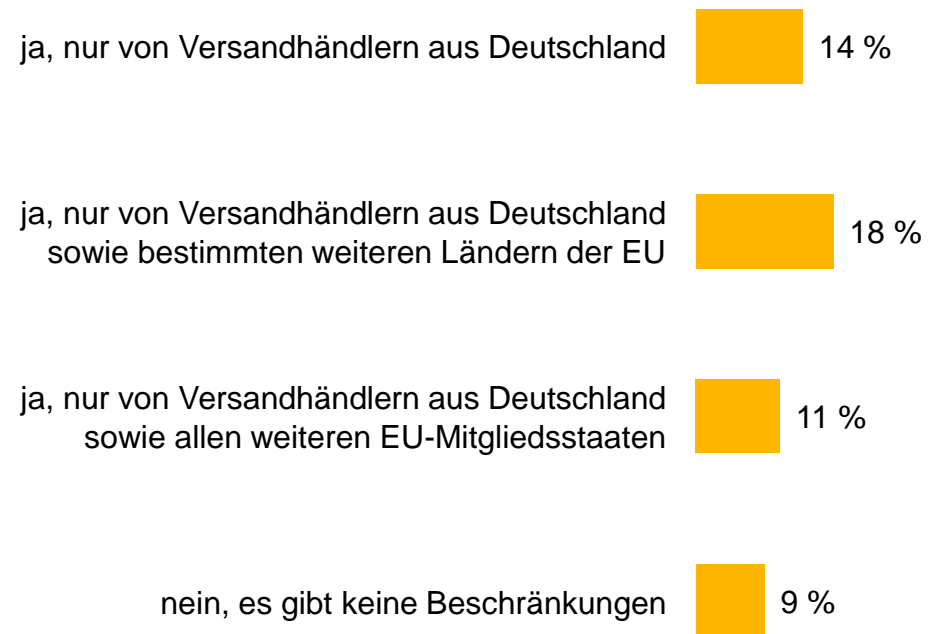 ja, nur von Versandhändlern aus Deutschland 14 %
ja, nur von Versandhändlern aus Deutschland
sowie bestimmten weiteren Ländern der EU 18 %
ja, nur von Versandhändlern aus Deutschland
sowie allen weiteren EU-Mitgliedsstaaten 11 %
nein, es gibt keine Beschränkungen 9 %